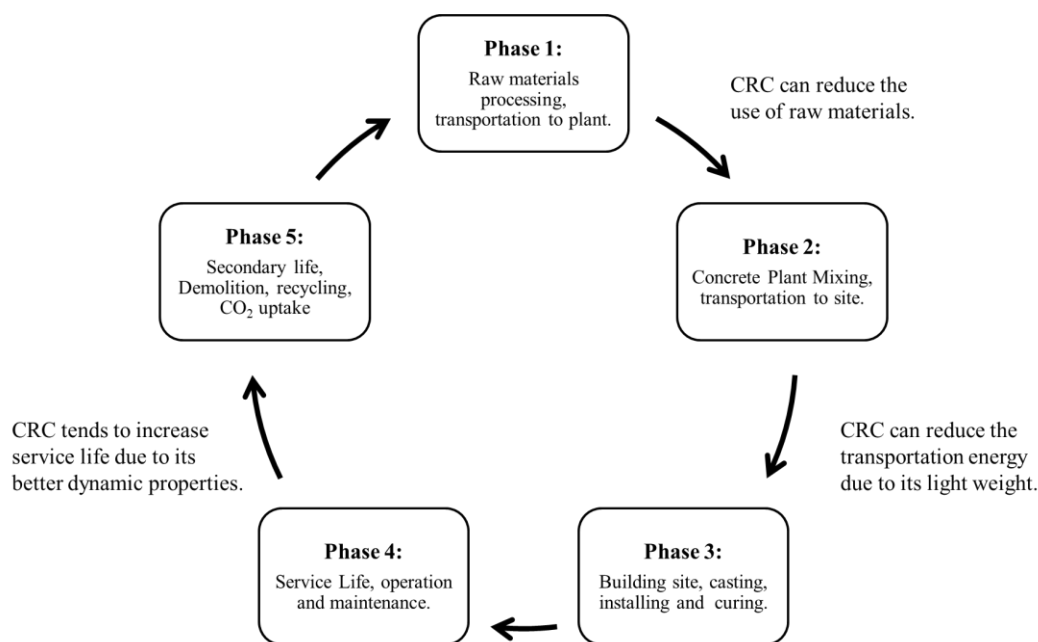 Phase 1:
Raw materials
processing,
transportation to plant.
CRC can reduce the
use of raw materials.
Phase 2:
Concrete Plant Mixing,
transportation to site.
CRC can reduce the
transportation energy
due to its light weight.
Phase 3:
Building site, casting,
installing and curing.
Phase 4:
Service Life, operation
and maintenance.
CRC tends to increase
service life due to its
better dynamic properties.
Phase 5:
Secondary life,
Demolition, recycling,
CO₂ uptake